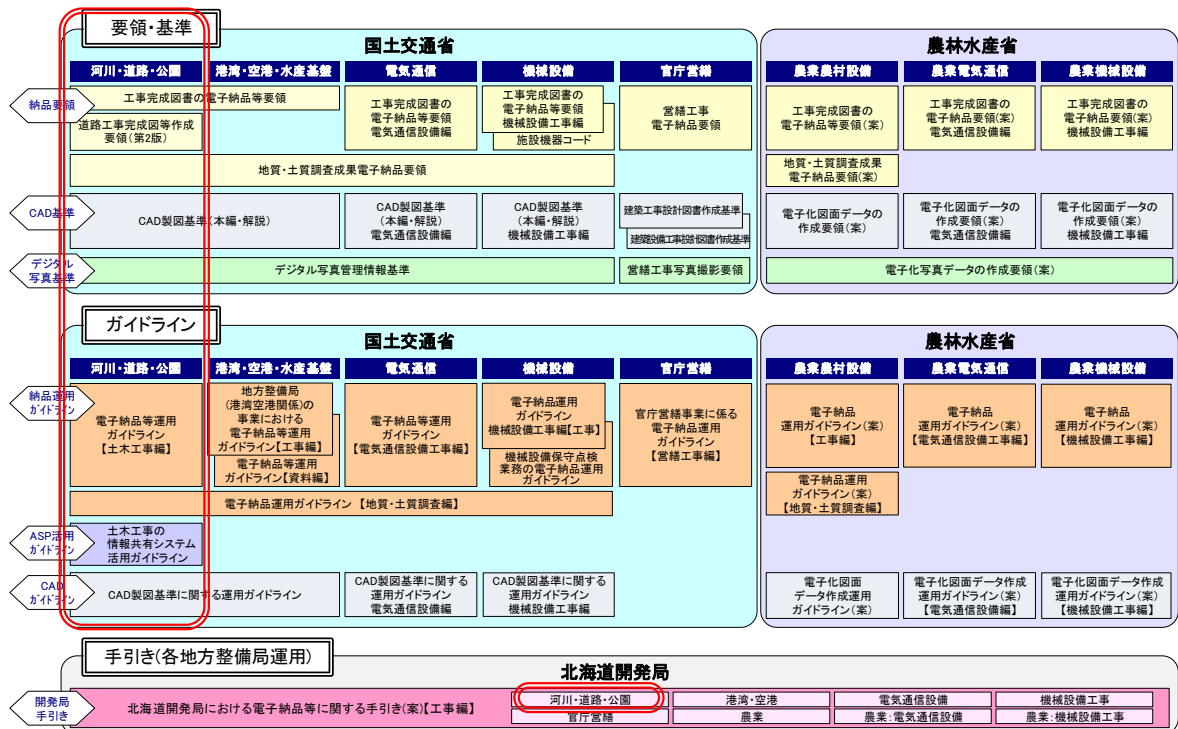 要領・基準
国土交通省
農林水産省
河川・道路・公園
港湾・空港・水産基盤
電気通信
機械設備
官庁営繕
農業農村設備
農業電気通信
農業機械設備
納品要領
工事完成図書の電子納品等要領
道路工事完成図等作成
要領(第2版)
工事完成図書の
電子納品等要領
電気通信設備編
工事完成図書の
電子納品等要領
機械設備工事編
施設機器コード
営繕工事
電子納品要領
工事完成図書の
電子納品等要領(案)
工事完成図書の
電子納品要領(案)
電気通信設備編
工事完成図書の
電子納品要領(案)
機械設備工事編
地質・土質調査成果電子納品要領
地質・土質調査成果
電子納品要領(案)
CAD基準
CAD製図基準(本編・解説)
CAD製図基準
(本編・解説)
電気通信設備編
CAD製図基準
(本編・解説)
機械設備工事編
建築工事設計図書作成基準
建築設備工事設計図書作成基準
電子化図面データの
作成要領(案)
電子化図面データの
作成要領(案)
電気通信設備編
電子化図面データの
作成要領(案)
機械設備工事編
デジタル
写真基準
デジタル写真管理情報基準
営繕工事写真撮影要領
電子化写真データの作成要領(案)
ガイドライン
国土交通省
農林水産省
河川・道路・公園
港湾・空港・水産基盤
電気通信
機械設備
官庁営繕
農業農村設備
農業電気通信
農業機械設備
納品運用
ガイドライン
電子納品等運用
ガイドライン
【土木工事編】
地方整備局
(港湾空港関係)の
事業における
電子納品等運用
ガイドライン【工事編】
電子納品等運用
ガイドライン【資料編】
電子納品等運用
ガイドライン
【電気通信設備工事編】
電子納品運用
ガイドライン
機械設備工事編【工事】
機械設備保守点検
業務の電子納品運用
ガイドライン
官庁営繕事業に係る
電子納品運用
ガイドライン
【営繕工事編】
電子納品
運用ガイドライン(案)
【工事編】
電子納品
運用ガイドライン(案)
【電気通信設備工事編】
電子納品
運用ガイドライン(案)
【機械設備工事編】
電子納品運用ガイドライン 【地質・土質調査編】
電子納品運用
ガイドライン(案)
【地質・土質調査編】
ASP活用
ガイドライン
土木工事の
情報共有システム
活用ガイドライン
CAD
ガイドライン
CAD製図基準に関する運用ガイドライン
CAD製図基準に関する
運用ガイドライン
電気通信設備編
CAD製図基準に関する
運用ガイドライン
機械設備工事編
電子化図面
データ作成運用
ガイドライン(案)
電子化図面データ作成
運用ガイドライン(案)
【電気通信設備編】
電子化図面データ作成
運用ガイドライン(案)
【機械設備工事編】
手引き(各地方整備局運用)
北海道開発局
開発局
手引き
北海道開発局における電子納品等に関する手引き(案)【工事編】
河川・道路・公園
港湾・空港
電気通信設備
機械設備工事
官庁営繕
農業
農業:電気通信設備
農業:機械設備工事